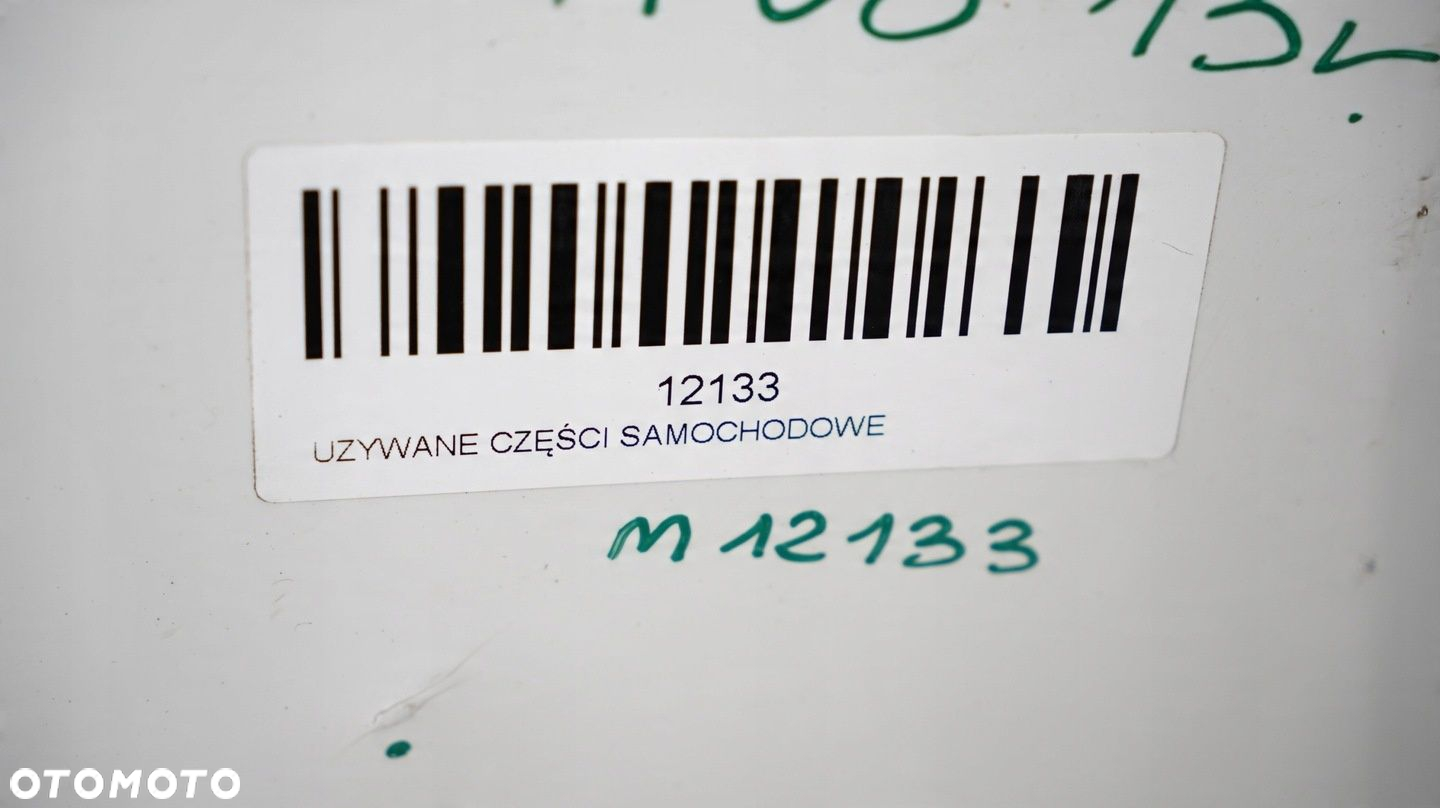 12133
UZYWANE CZĘŚCI SAMOCHODOWE
M 12133
OTOMOTO